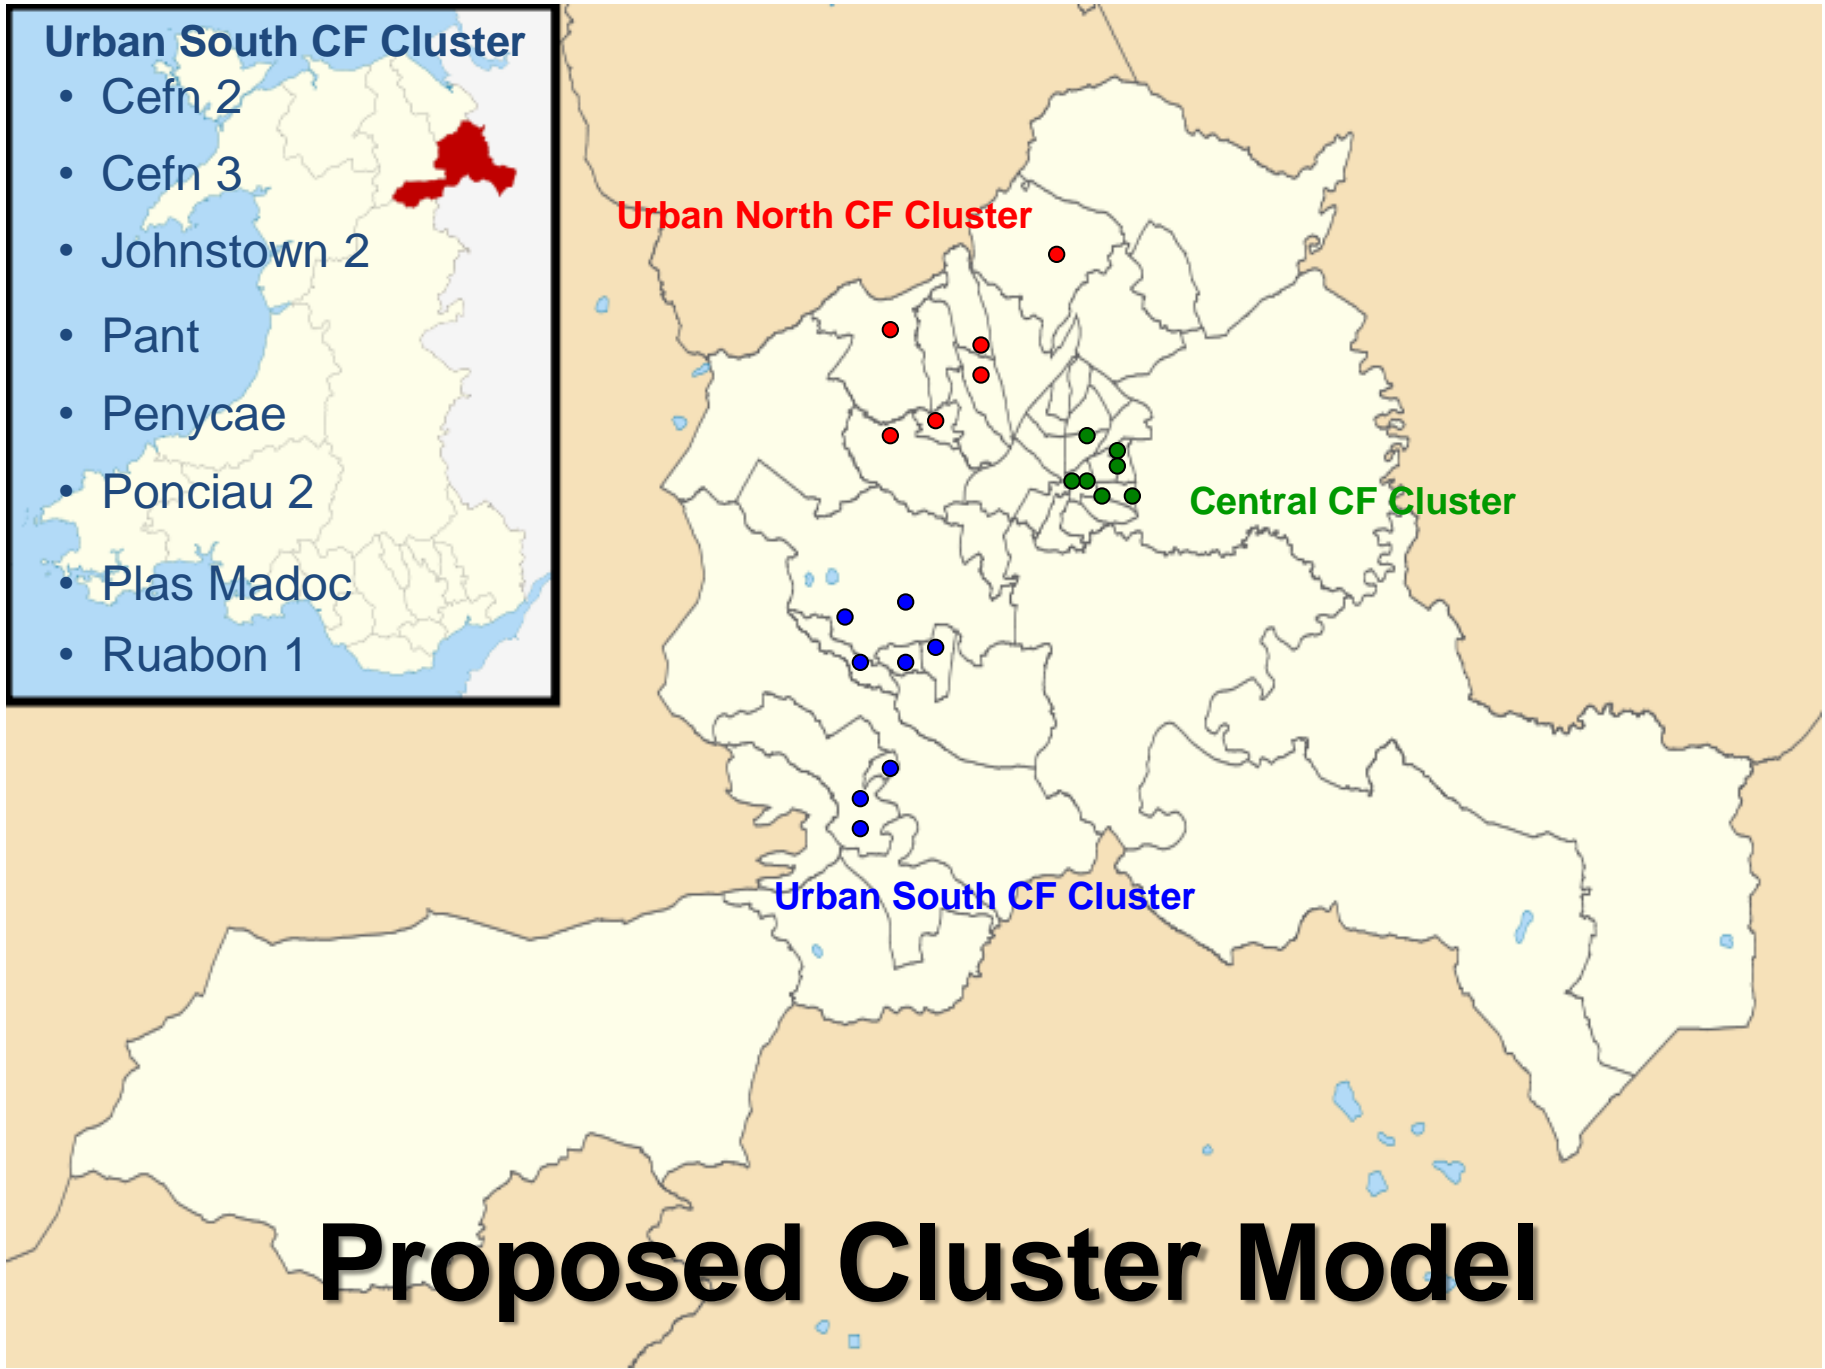 Urban South CF Cluster
• Cefn 2
• Cefn 3
• Johnstown 2
• Pant
• Penycae
• Ponciau 2
• Plas Madoc
• Ruabon 1
Urban North CF Cluster
Central CF Cluster
Urban South CF Cluster
Proposed Cluster Model